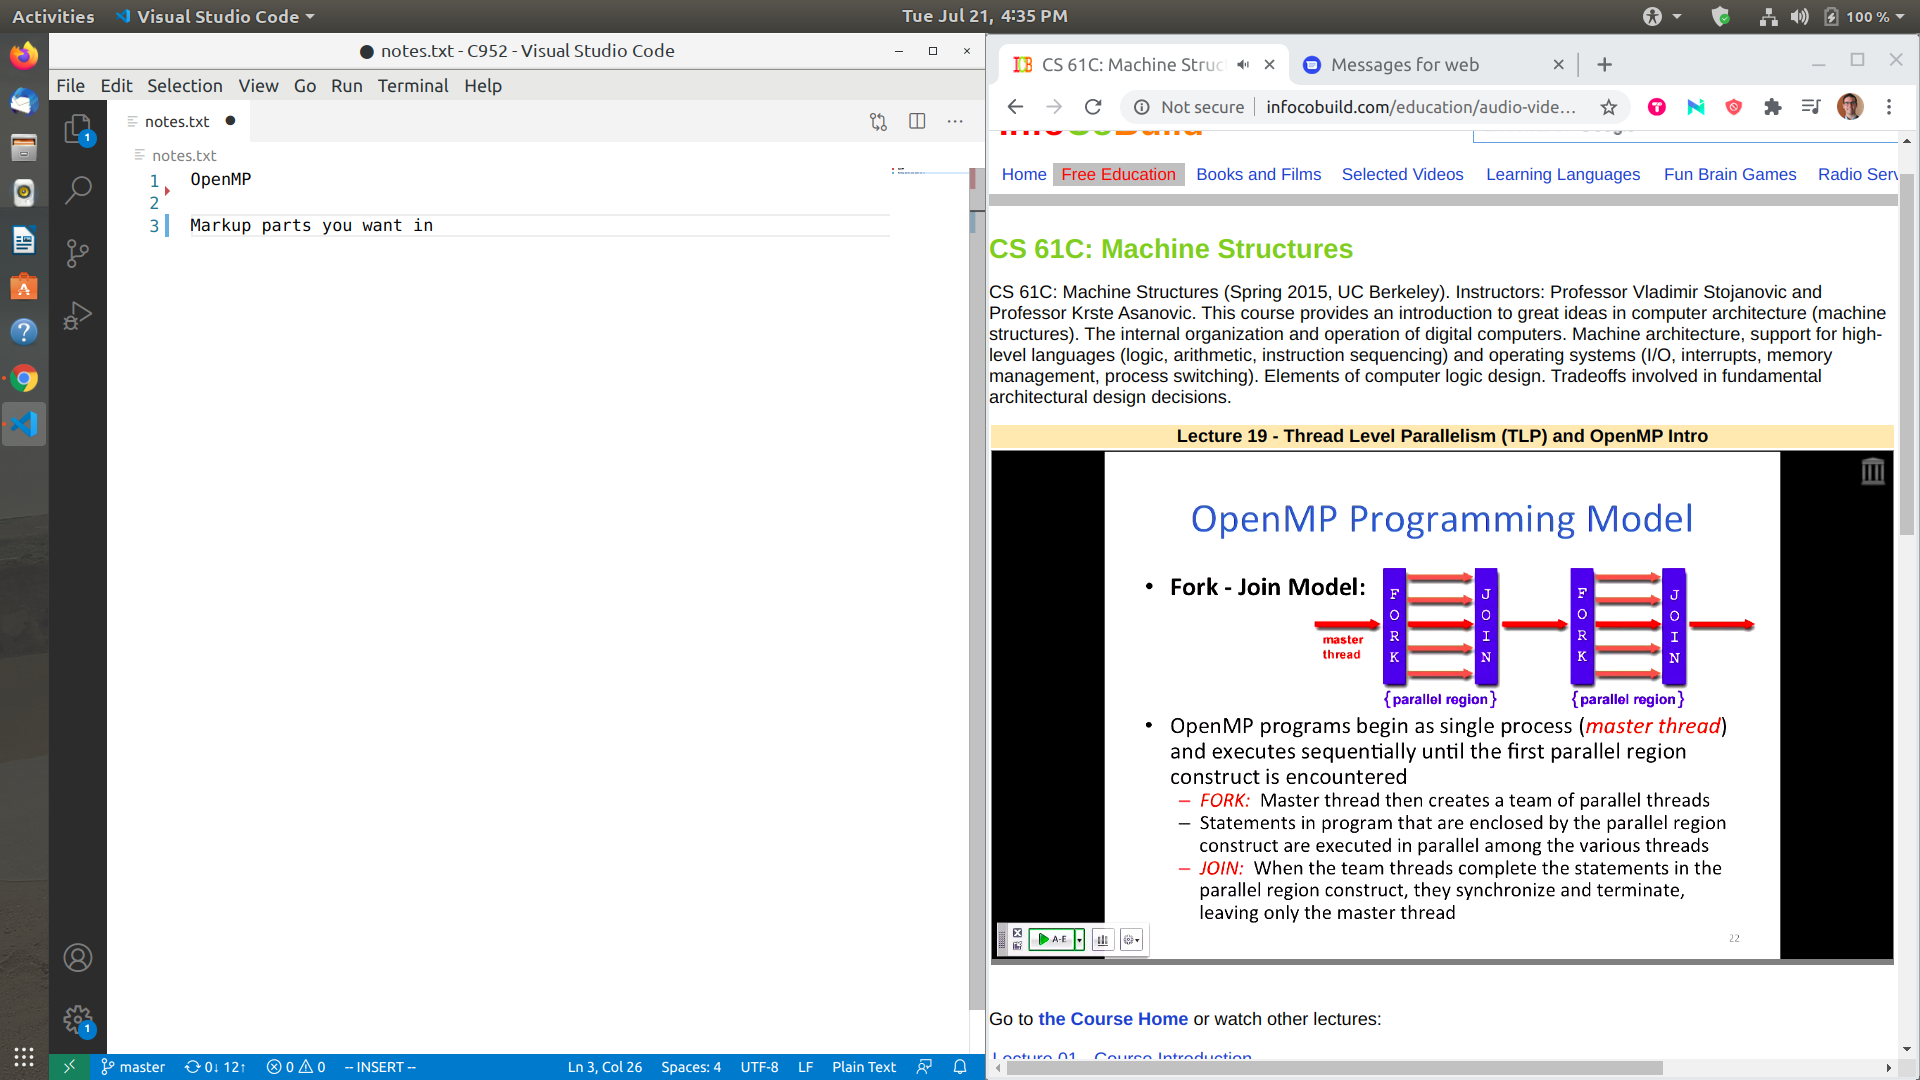 Activities
Visual Studio Code
Tue Jul 21, 4:35 PM
100 %
notes.txt - C952 - Visual Studio Code
File Edit Selection View Go Run Terminal Help
1
notes.txt
notes.txt
1 OpenMP
2
3 Markup parts you want in
1
master 0↓ 12↑ 0 0 -- INSERT --
Ln 3, Col 26 Spaces: 4 UTF-8 LF Plain Text
CS 61C: Machine Struc
Messages for web
Not secure infocobuild.com/education/audio-vide...
InfoCoBuild
Home Free Education Books and Films Selected Videos Learning Languages Fun Brain Games Radio Serv
CS 61C: Machine Structures
CS 61C: Machine Structures (Spring 2015, UC Berkeley). Instructors: Professor Vladimir Stojanovic and
Professor Krste Asanovic. This course provides an introduction to great ideas in computer architecture (machine
structures). The internal organization and operation of digital computers. Machine architecture, support for high-
level languages (logic, arithmetic, instruction sequencing) and operating systems (I/O, interrupts, memory
management, process switching). Elements of computer logic design. Tradeoffs involved in fundamental
architectural design decisions.
Lecture 19 - Thread Level Parallelism (TLP) and OpenMP Intro
OpenMP Programming Model
• Fork - Join Model:
master
thread
FORK
JOIN
FORK
JOIN
{parallel region}
{parallel region}
• OpenMP programs begin as single process (master thread)
and executes sequentially until the first parallel region
construct is encountered
– FORK: Master thread then creates a team of parallel threads
– Statements in program that are enclosed by the parallel region
construct are executed in parallel among the various threads
– JOIN: When the team threads complete the statements in the
parallel region construct, they synchronize and terminate,
leaving only the master thread
A-E
22
Go to the Course Home or watch other lectures:
Lecture 01 - Course Introduction